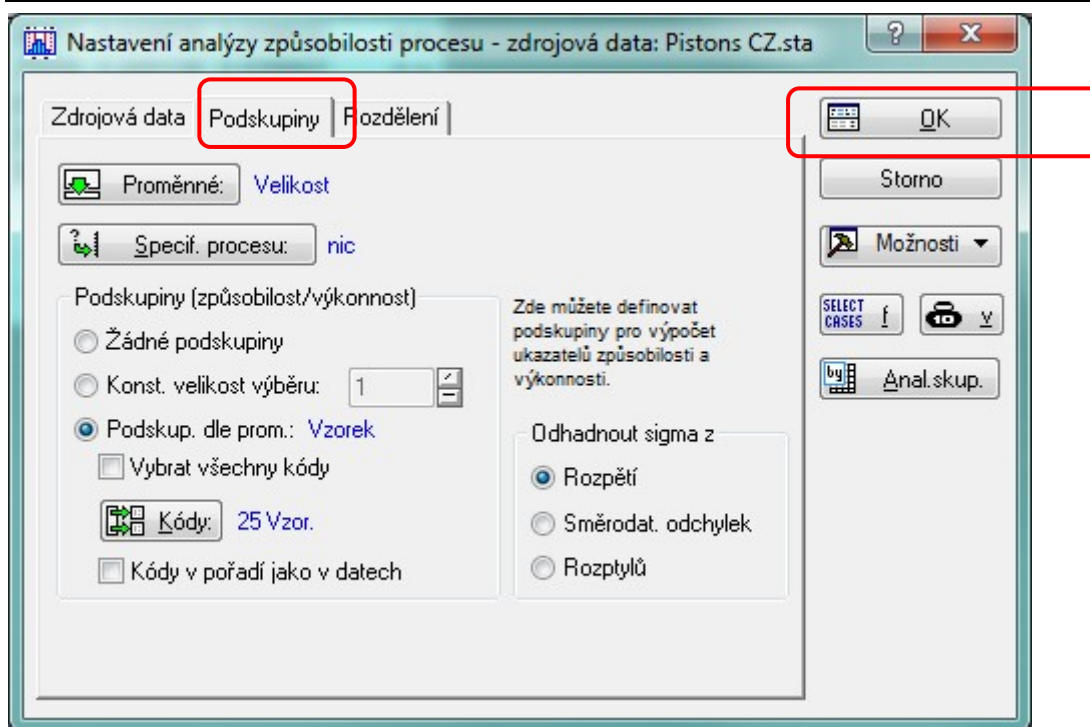 Nastavení analýzy způsobilosti procesu - zdrojová data: Pistons CZ.sta
Zdrojová data
Podskupiny
Rozdělení
OK
Proměnné: Velikost
Storno
Specif. procesu: nic
Možnosti
Podskupiny (způsobilost/výkonnost)
Zde můžete definovat
podskupiny pro výpočet
ukazatelů způsobilosti a
výkonnosti.
SELECT
CASES f
v
Žádné podskupiny
Konst. velikost výběru: 1
by Anal.skup.
Podskup. dle prom.: Vzorek
Vybrat všechny kódy
Kódy: 25 Vzor.
Kódy v pořadí jako v datech
Odhadnout sigma z
Rozpětí
Směrodat. odchylek
Rozptylů